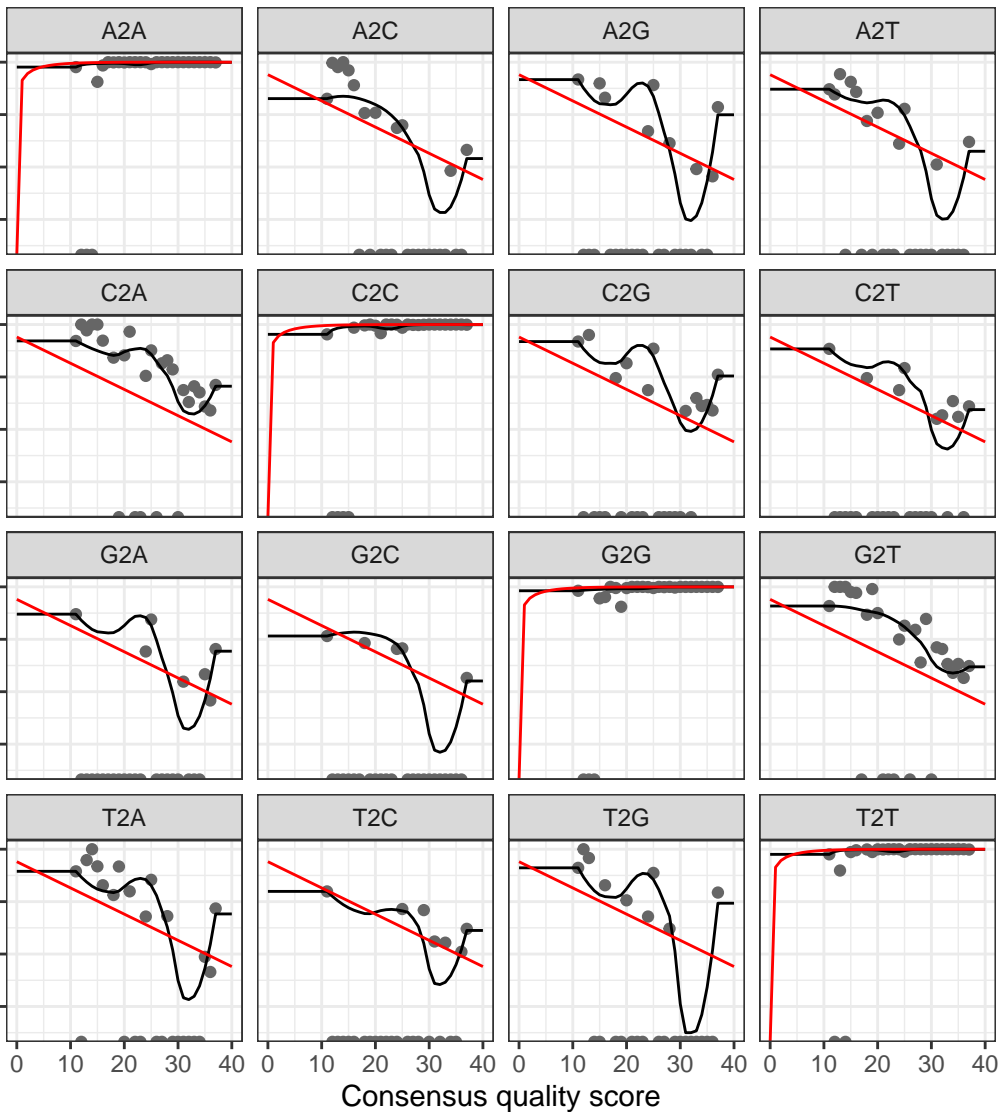 A2A A2C A2G A2T
C2A C2C C2G C2T
G2A G2C G2G G2T
T2A T2C T2G T2T
0 10 20 30 40 0 10 20 30 40 0 10 20 30 40 0 10 20 30 40
Consensus quality score